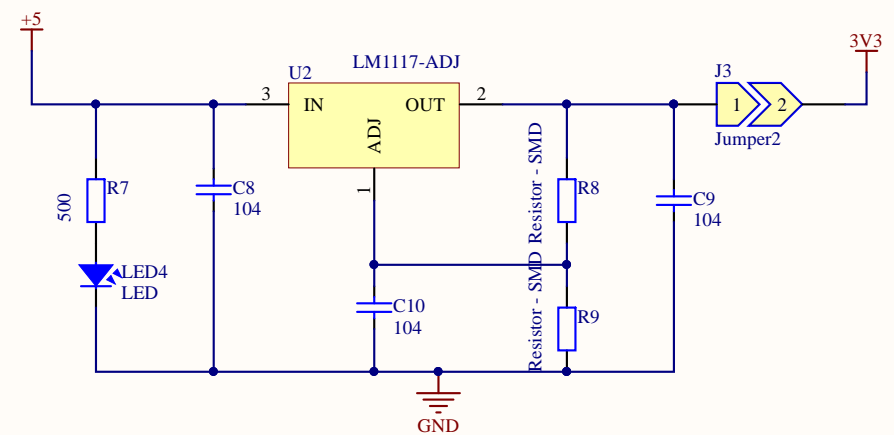 +5
3V3
LM1117-ADJ
U2
J3
3
IN
OUT
2
1
2
ADJ
Jumper2
1
R7
500
C8
104
Resistor - SMD
R8
C9
104
LED4
LED
C10
104
Resistor - SMD
R9
GND